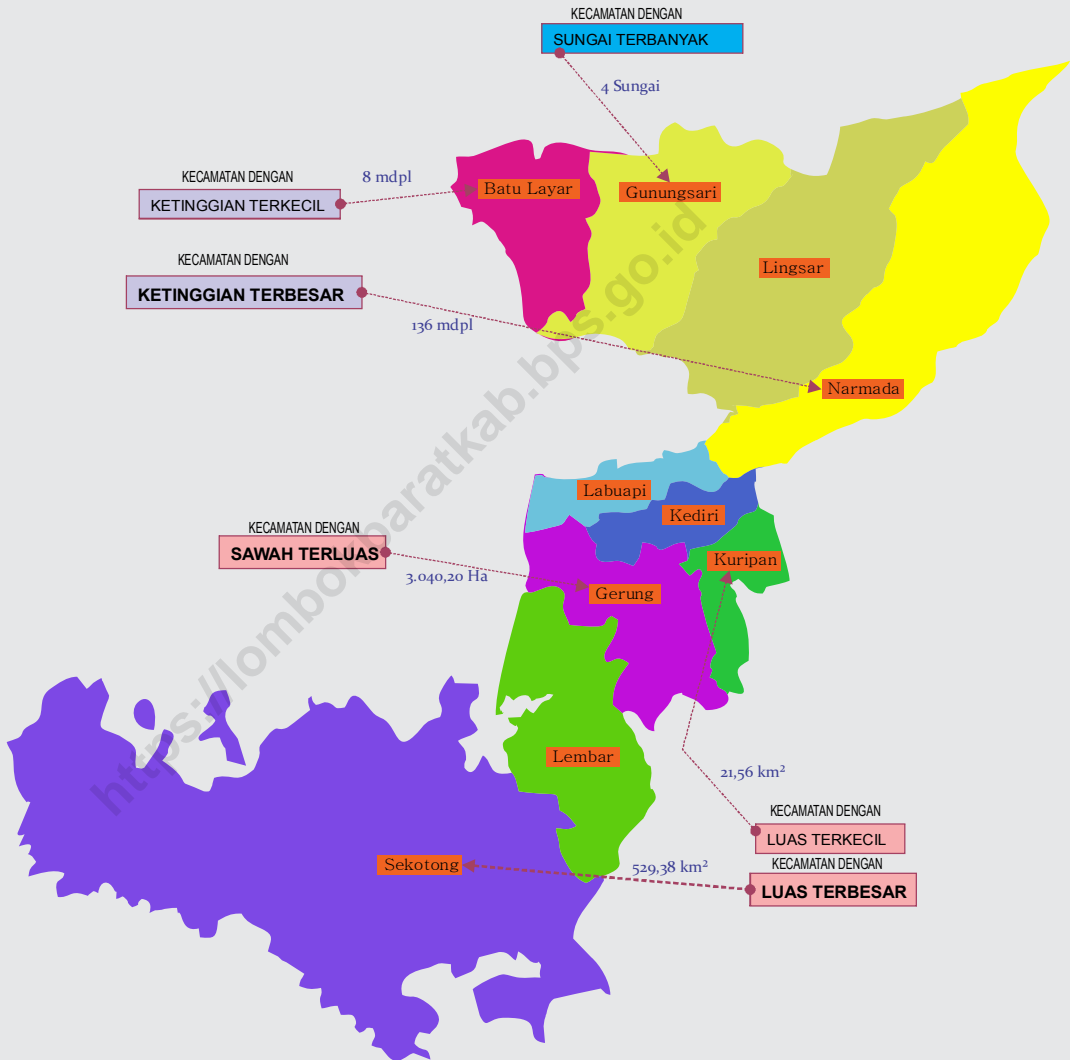 KECAMATAN DENGAN
SUNGAI TERBANYAK
4 Sungai
KECAMATAN DENGAN
KETINGGIAN TERKECIL
8 mdpl
Batu Layar
Gunungsari
KECAMATAN DENGAN
KETINGGIAN TERBESAR
136 mdpl
Lingsar
Narmada
Labuapi
Kediri
KECAMATAN DENGAN
SAWAH TERLUAS
3.040,20 Ha
Gerung
Kuripan
Lembar
21,56 km²
KECAMATAN DENGAN
LUAS TERKECIL
Sekotong
529,38 km²
KECAMATAN DENGAN
LUAS TERBESAR
https://lombokbaratkab.bps.go.id